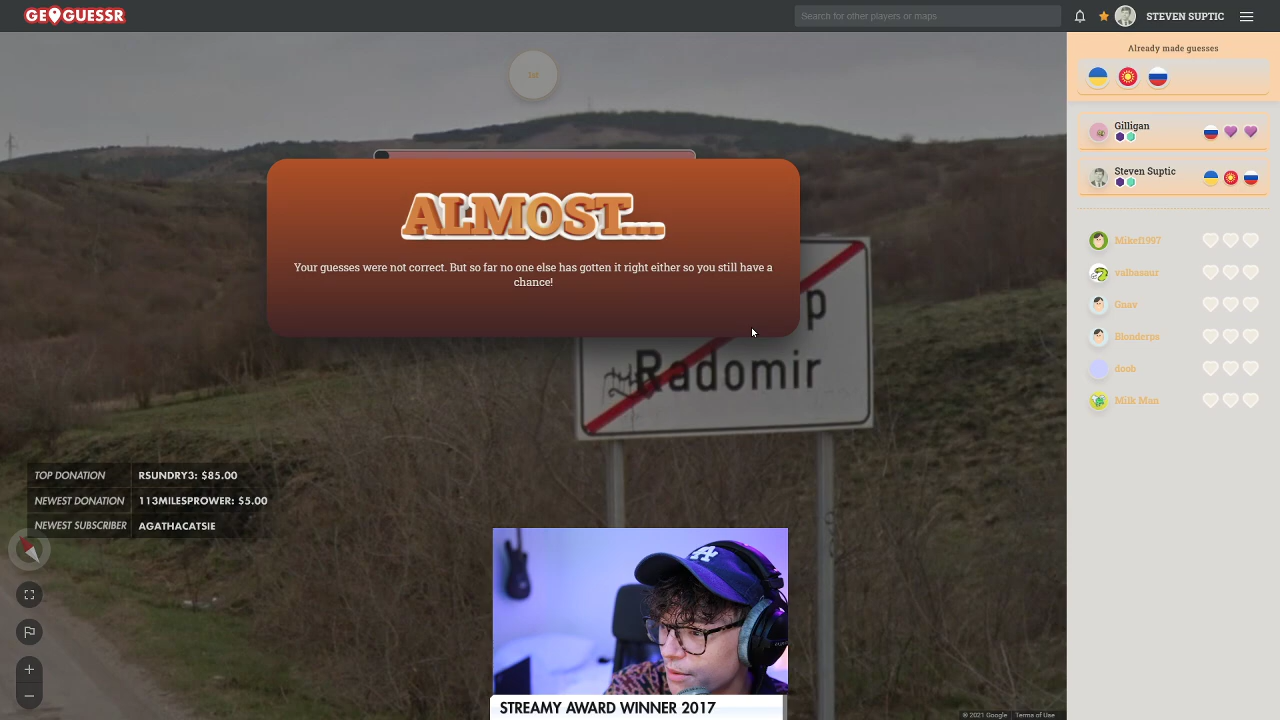 GEOGUESSR
Search for other players or maps
STEVEN SUPTIC
1st
Already made guesses
Gilligan
Steven Suptic
Mikef1997
valbasaur
Gnav
Blonderps
doob
Milk Man
ALMOST...
Your guesses were not correct. But so far no one else has gotten it right either so you still have a
chance!
Radomir
TOP DONATION RSUNDRY3: $85.00
NEWEST DONATION 113MILESPROWER: $5.00
NEWEST SUBSCRIBER AGATHACATSIE
LA
STREAMY AWARD WINNER 2017
© 2021 Google Terms of Use